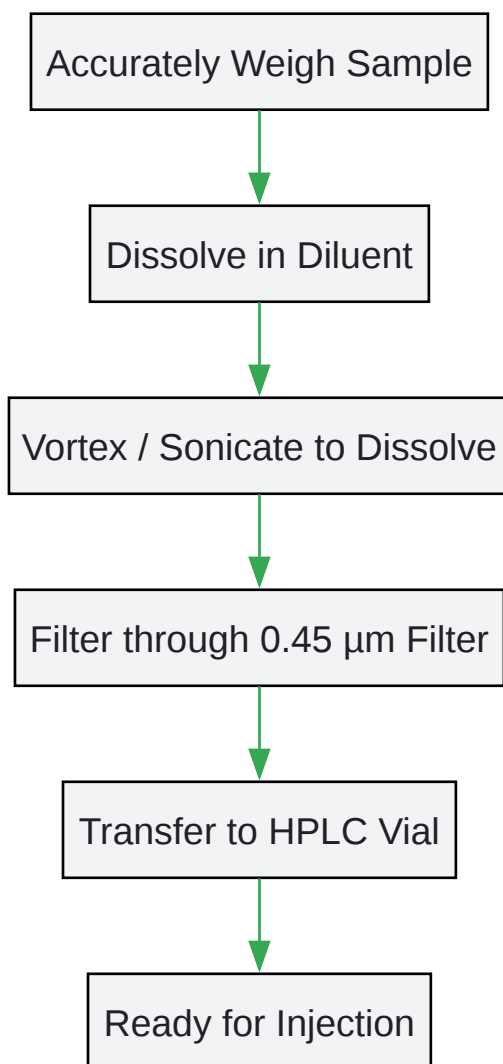 Accurately Weigh Sample
Dissolve in Diluent
Vortex / Sonicate to Dissolve
Filter through 0.45 µm Filter
Transfer to HPLC Vial
Ready for Injection